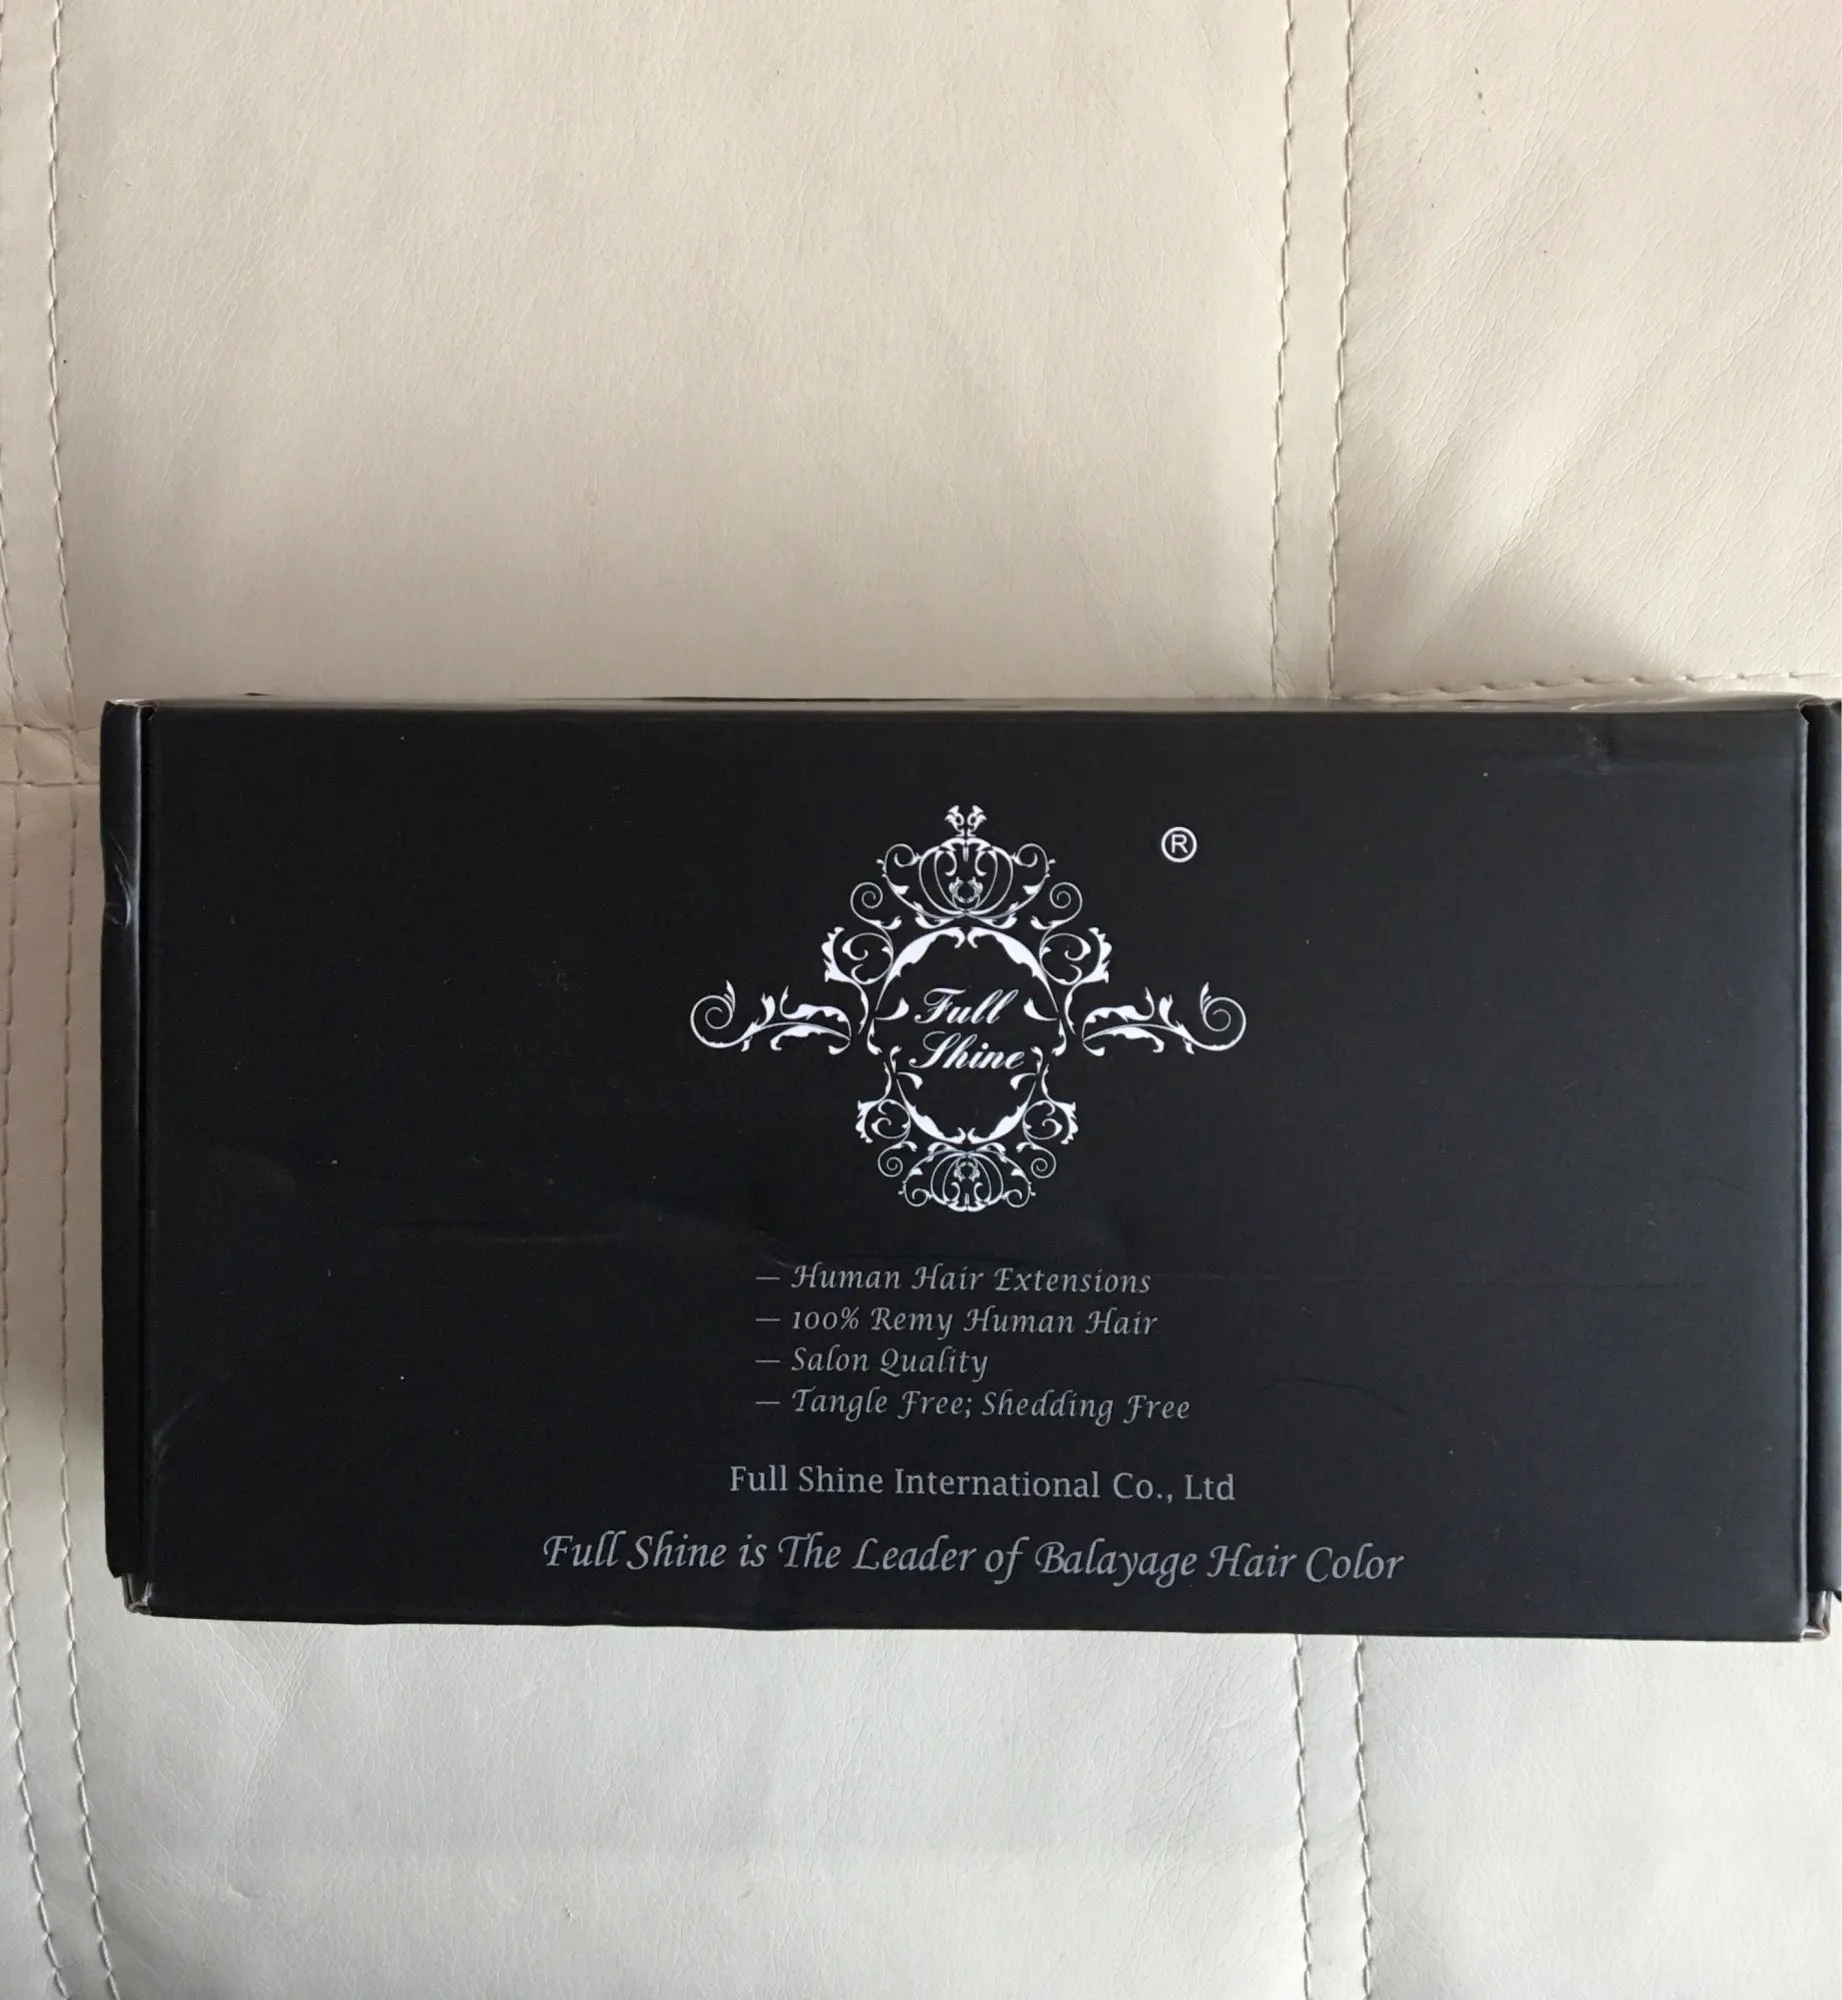 ®
Full
Shine
— Human Hair Extensions
— 100% Remy Human Hair
— Salon Quality
— Tangle Free; Shedding Free
Full Shine International Co., Ltd
Full Shine is The Leader of Balayage Hair Color